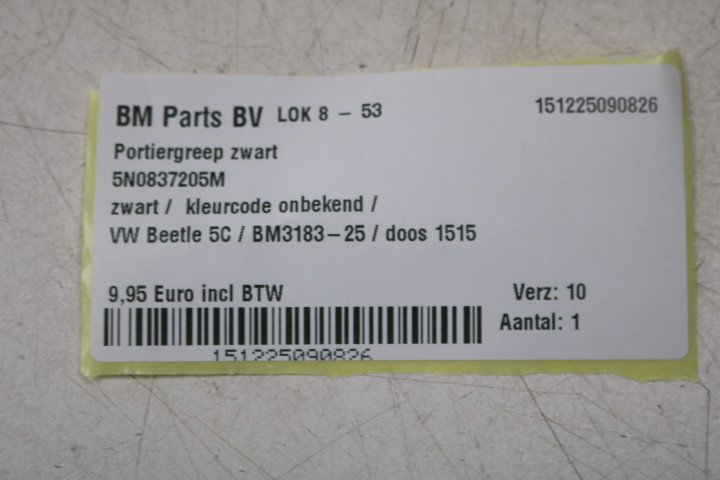 BM Parts BV LOK 8 - 53 151225090826
Portiergreep zwart
5N0837205M
zwart / kleurcode onbekend /
VW Beetle 5C / BM3183-25 / doos 1515
9,95 Euro incl BTW Verz: 10
Aantal: 1
151225090826